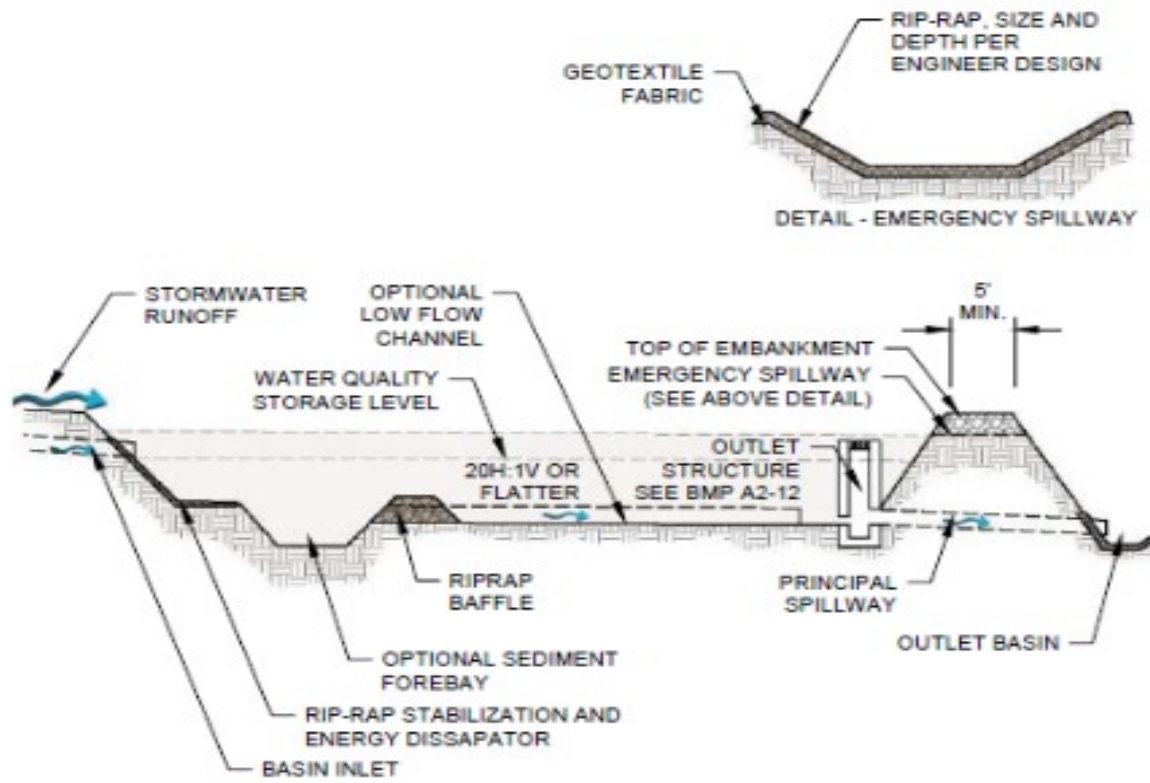 RIP-RAP, SIZE AND
DEPTH PER
ENGINEER DESIGN
GEOTEXTILE
FABRIC
DETAIL - EMERGENCY SPILLWAY
STORMWATER
RUNOFF
OPTIONAL
LOW FLOW
CHANNEL
5'
MIN.
WATER QUALITY
STORAGE LEVEL
TOP OF EMBANKMENT
EMERGENCY SPILLWAY
(SEE ABOVE DETAIL)
20H:1V OR
FLATTER
OUTLET
STRUCTURE
SEE BMP A2-12
RIPRAP
BAFFLE
PRINCIPAL
SPILLWAY
OUTLET BASIN
OPTIONAL SEDIMENT
FOREBAY
RIP-RAP STABILIZATION AND
ENERGY DISSAPATOR
BASIN INLET